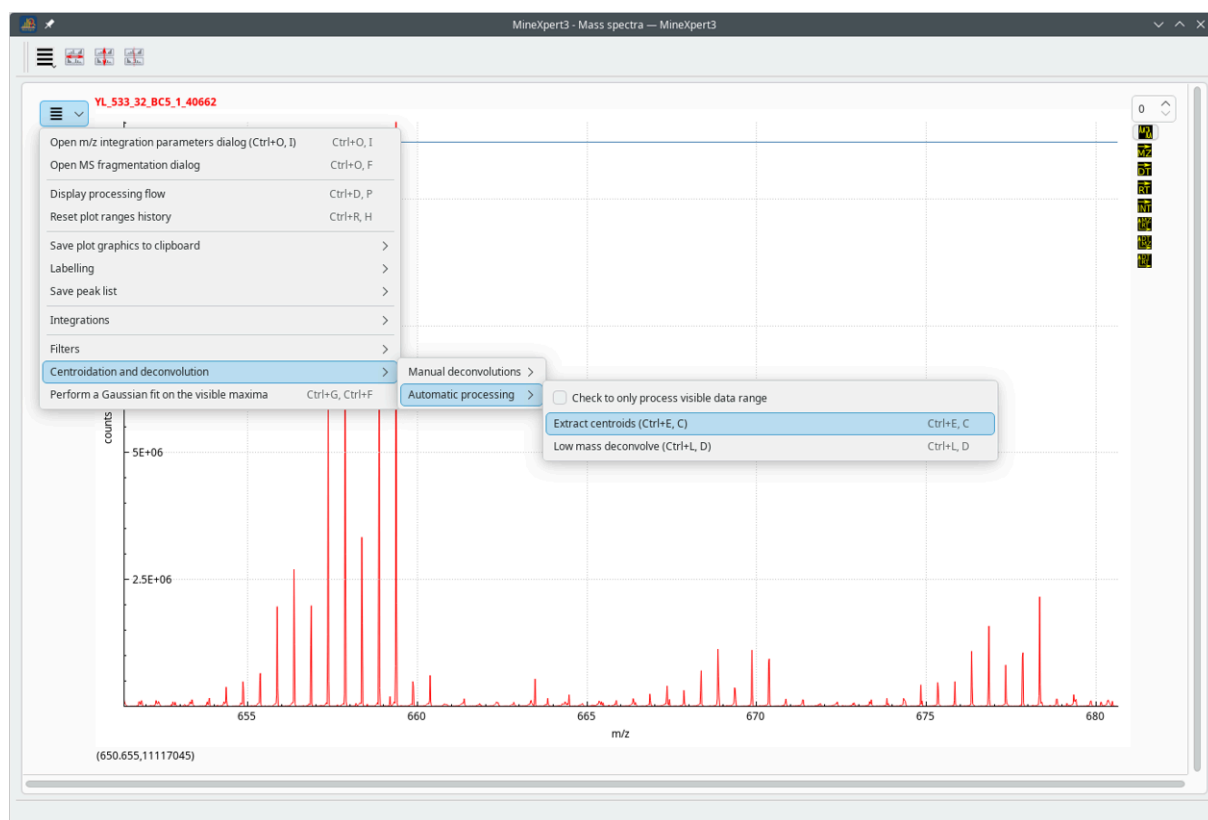 MineXpert3 - Mass spectra — MineXpert3
YL_533_32_BC5_1_40662
0
Open m/z integration parameters dialog (Ctrl+O, I) Ctrl+O, I
Open MS fragmentation dialog Ctrl+O, F
Display processing flow Ctrl+D, P
Reset plot ranges history Ctrl+R, H
Save plot graphics to clipboard
Labelling
Save peak list
Integrations
Filters
Centroidation and deconvolution
Perform a Gaussian fit on the visible maxima Ctrl+G, Ctrl+F
Manual deconvolutions
Automatic processing
Check to only process visible data range
Extract centroids (Ctrl+E, C) Ctrl+E, C
Low mass deconvolve (Ctrl+L, D) Ctrl+L, D
MZ
DT
RT
INT
counts
5E+06
2.5E+06
655 660 665 670 675 680
m/z
(650.655,11117045)